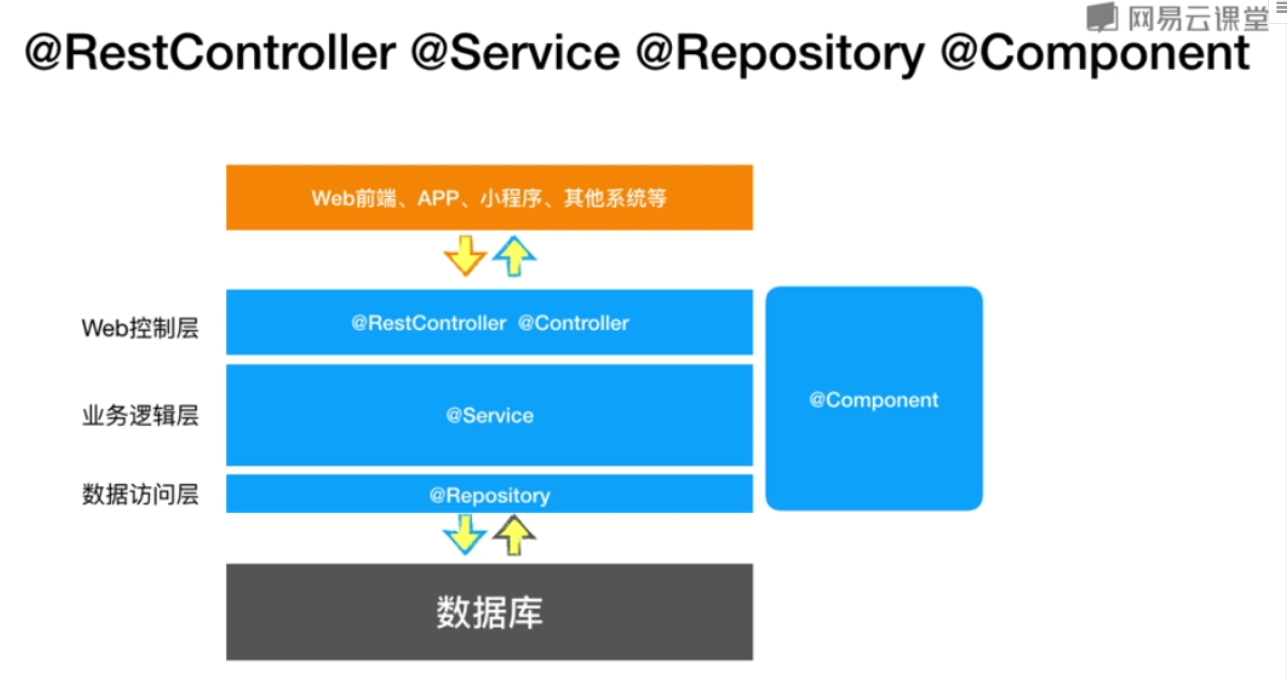 网易云课堂
@RestController @Service @Repository @Component
Web前端、APP、小程序、其他系统等
Web控制层
@RestController @Controller
业务逻辑层
@Service
@Component
数据访问层
@Repository
数据库